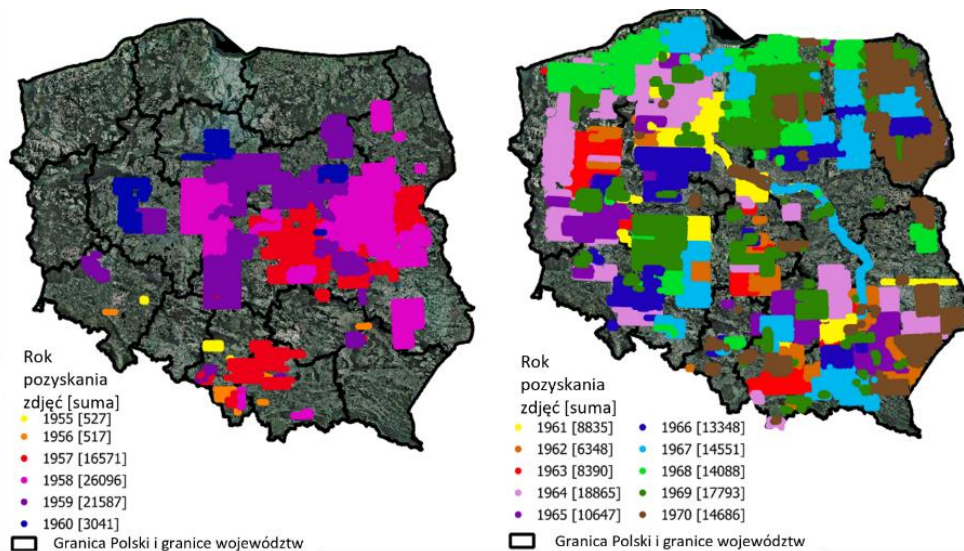 Rok
pozyskania
zdjęć [suma]
1955 [527]
1956 [517]
1957 [16571]
1958 [26096]
1959 [21587]
1960 [3041]
Granica Polski i granice województw
Rok
pozyskania
zdjęć [suma]
1961 [8835]
1962 [6348]
1963 [8390]
1964 [18865]
1965 [10647]
1966 [13348]
1967 [14551]
1968 [14088]
1969 [17793]
1970 [14686]
Granica Polski i granice województw